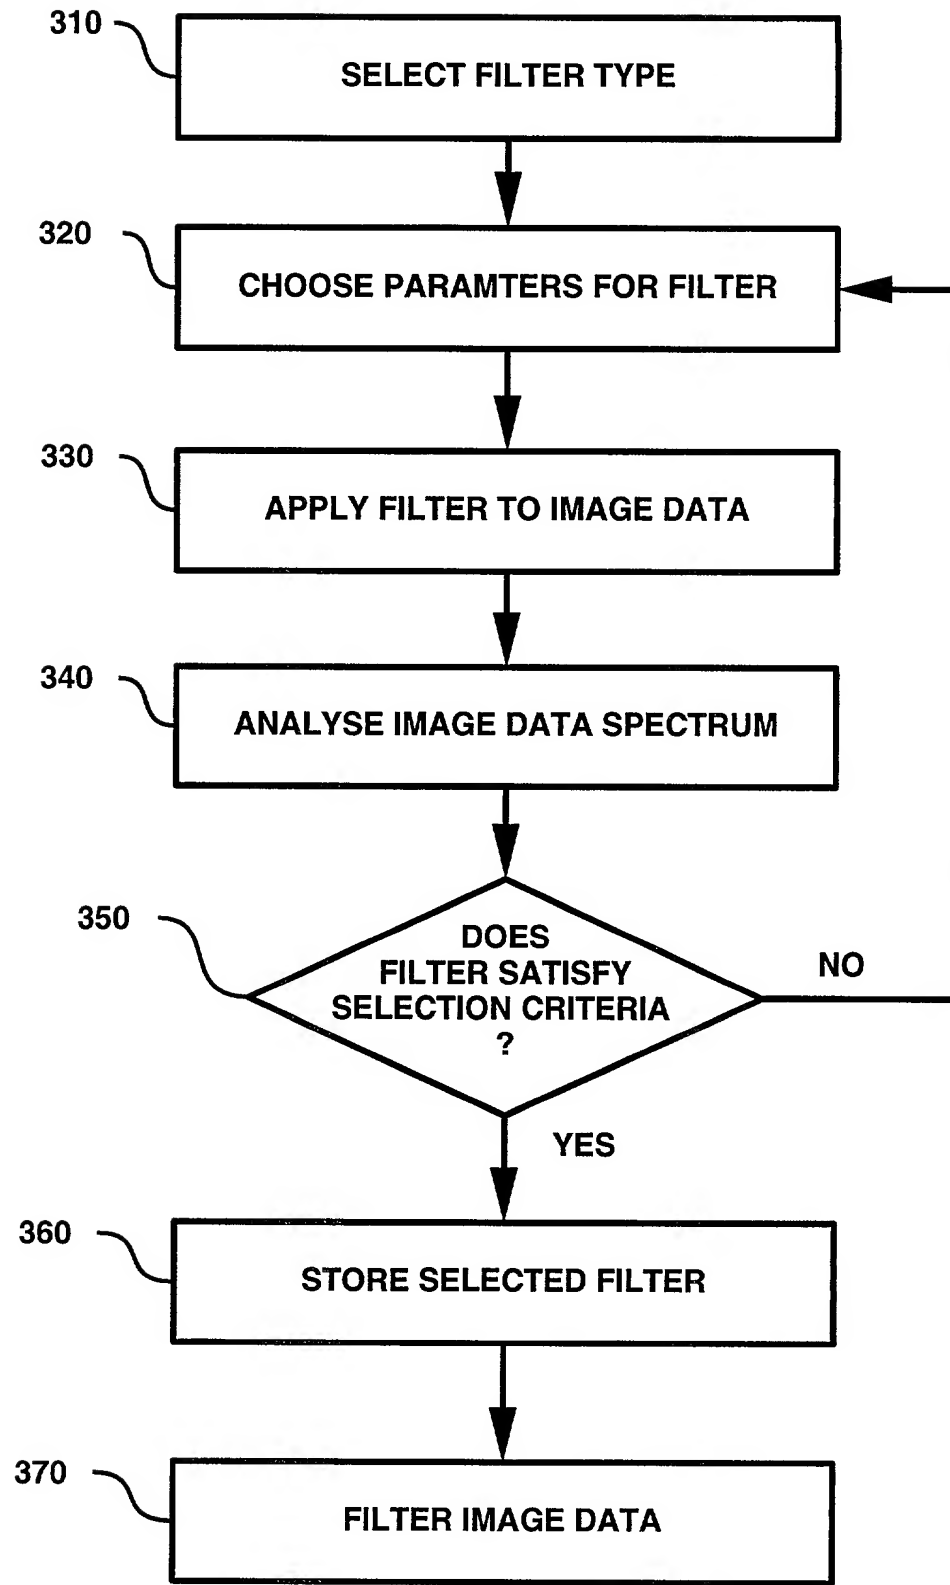 310
SELECT FILTER TYPE
320
CHOOSE PARAMTERS FOR FILTER
330
APPLY FILTER TO IMAGE DATA
340
ANALYSE IMAGE DATA SPECTRUM
350
DOES
FILTER SATISFY
SELECTION CRITERIA
?
NO
YES
360
STORE SELECTED FILTER
370
FILTER IMAGE DATA